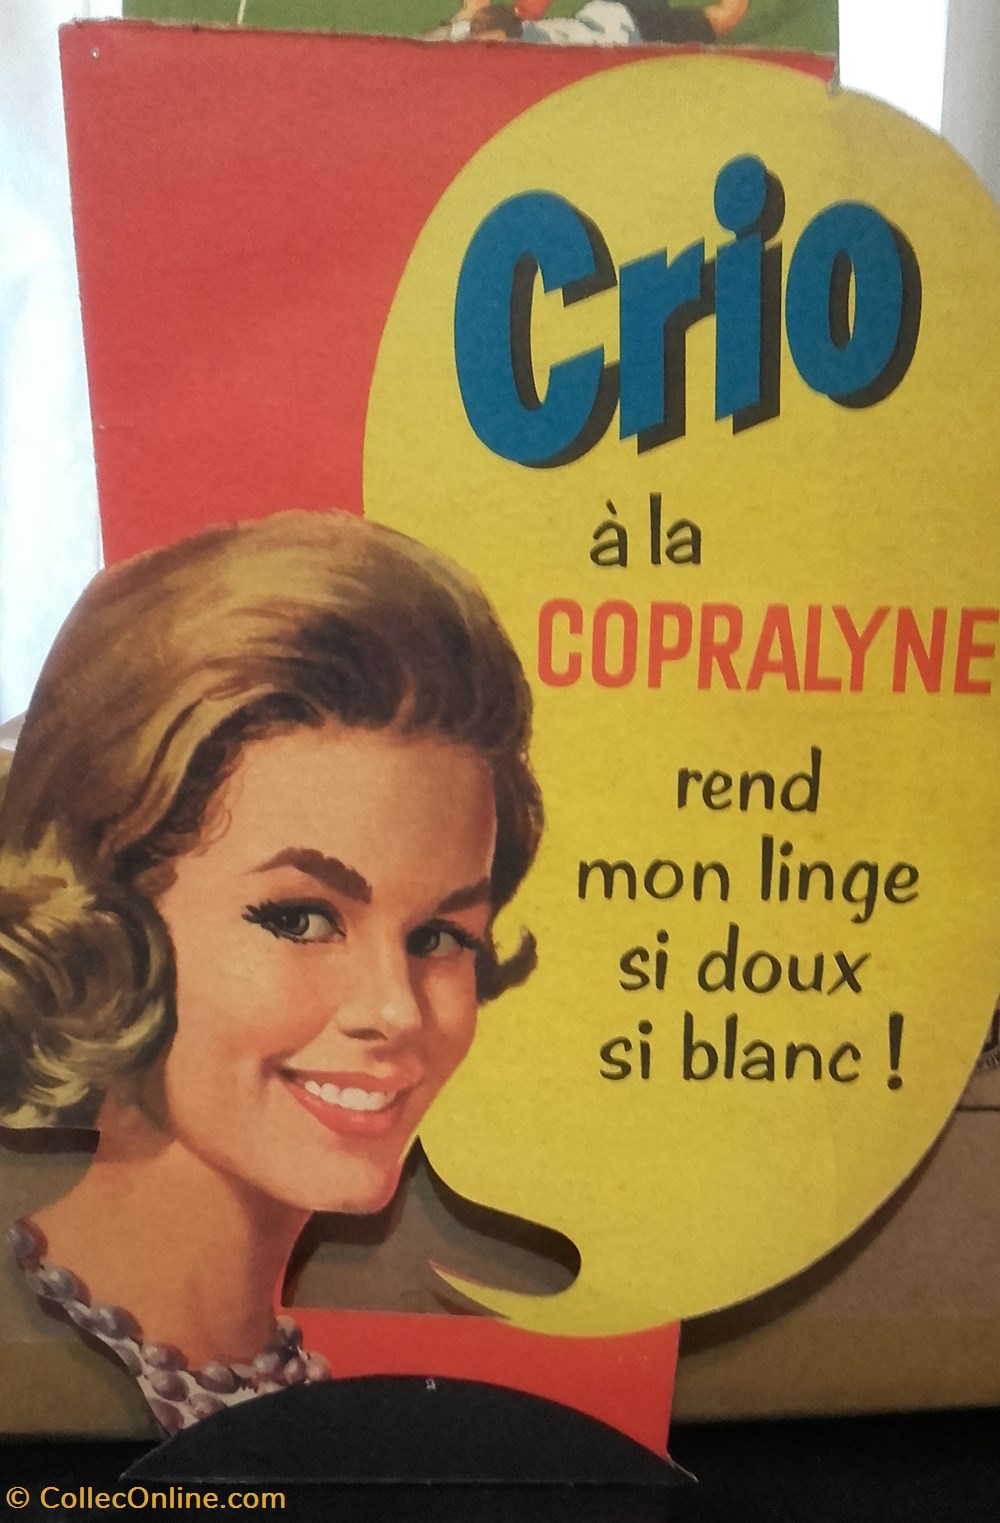 Crio
à la
COPRALYNE
rend
mon linge
si doux
si blanc !
© CollecOnline.com